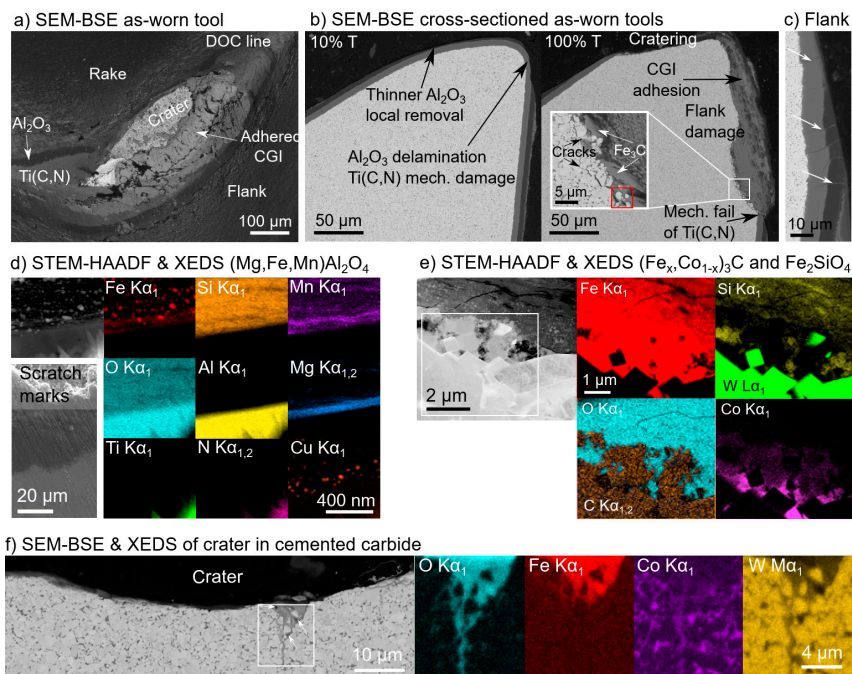 a) SEM-BSE as-worn tool
DOC line
Rake
Crater
Al₂O₃
Adhered
CGI
Ti(C,N)
Flank
100 µm
b) SEM-BSE cross-sectioned as-worn tools
10% T
Thinner Al₂O₃
local removal
Al₂O₃ delamination
Ti(C,N) mech. damage
50 µm
100% T
Cratering
CGI
adhesion
Flank
damage
Fe₃C
Cracks
5 µm
50 µm
Mech. fail
of Ti(C,N)
c) Flank
10 µm
d) STEM-HAADF & XEDS (Mg,Fe,Mn)Al₂O₄
Fe Kα₁
Si Kα₁
Mn Kα₁
O Kα₁
Al Kα₁
Mg Kα₁,₂
Scratch
marks
Ti Kα₁
N Kα₁,₂
Cu Kα₁
20 µm
400 nm
e) STEM-HAADF & XEDS (Feₓ,Co₁₋ₓ)₃C and Fe₂SiO₄
Fe Kα₁
Si Kα₁
2 µm
1 µm
W Lα₁
O Kα₁
Co Kα₁
C Kα₁,₂
f) SEM-BSE & XEDS of crater in cemented carbide
Crater
10 µm
O Kα₁
Fe Kα₁
Co Kα₁
W Mα₁
4 µm